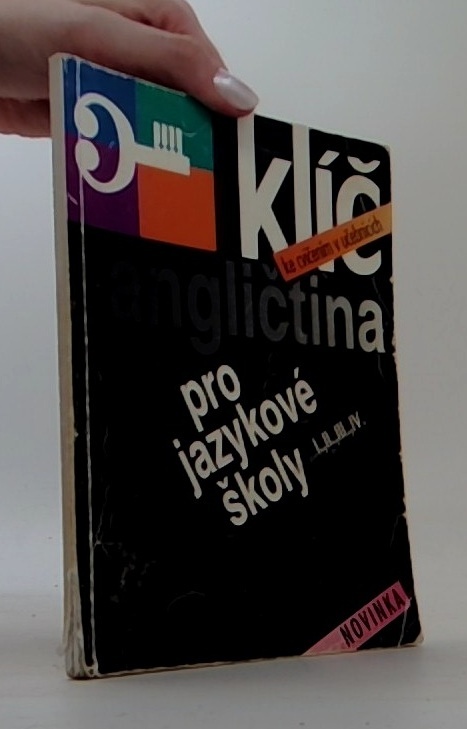 klíč
ke cvičením v učebnicích
angličtina
pro
jazykové
školy
I., II., III., IV.
NOVINKA